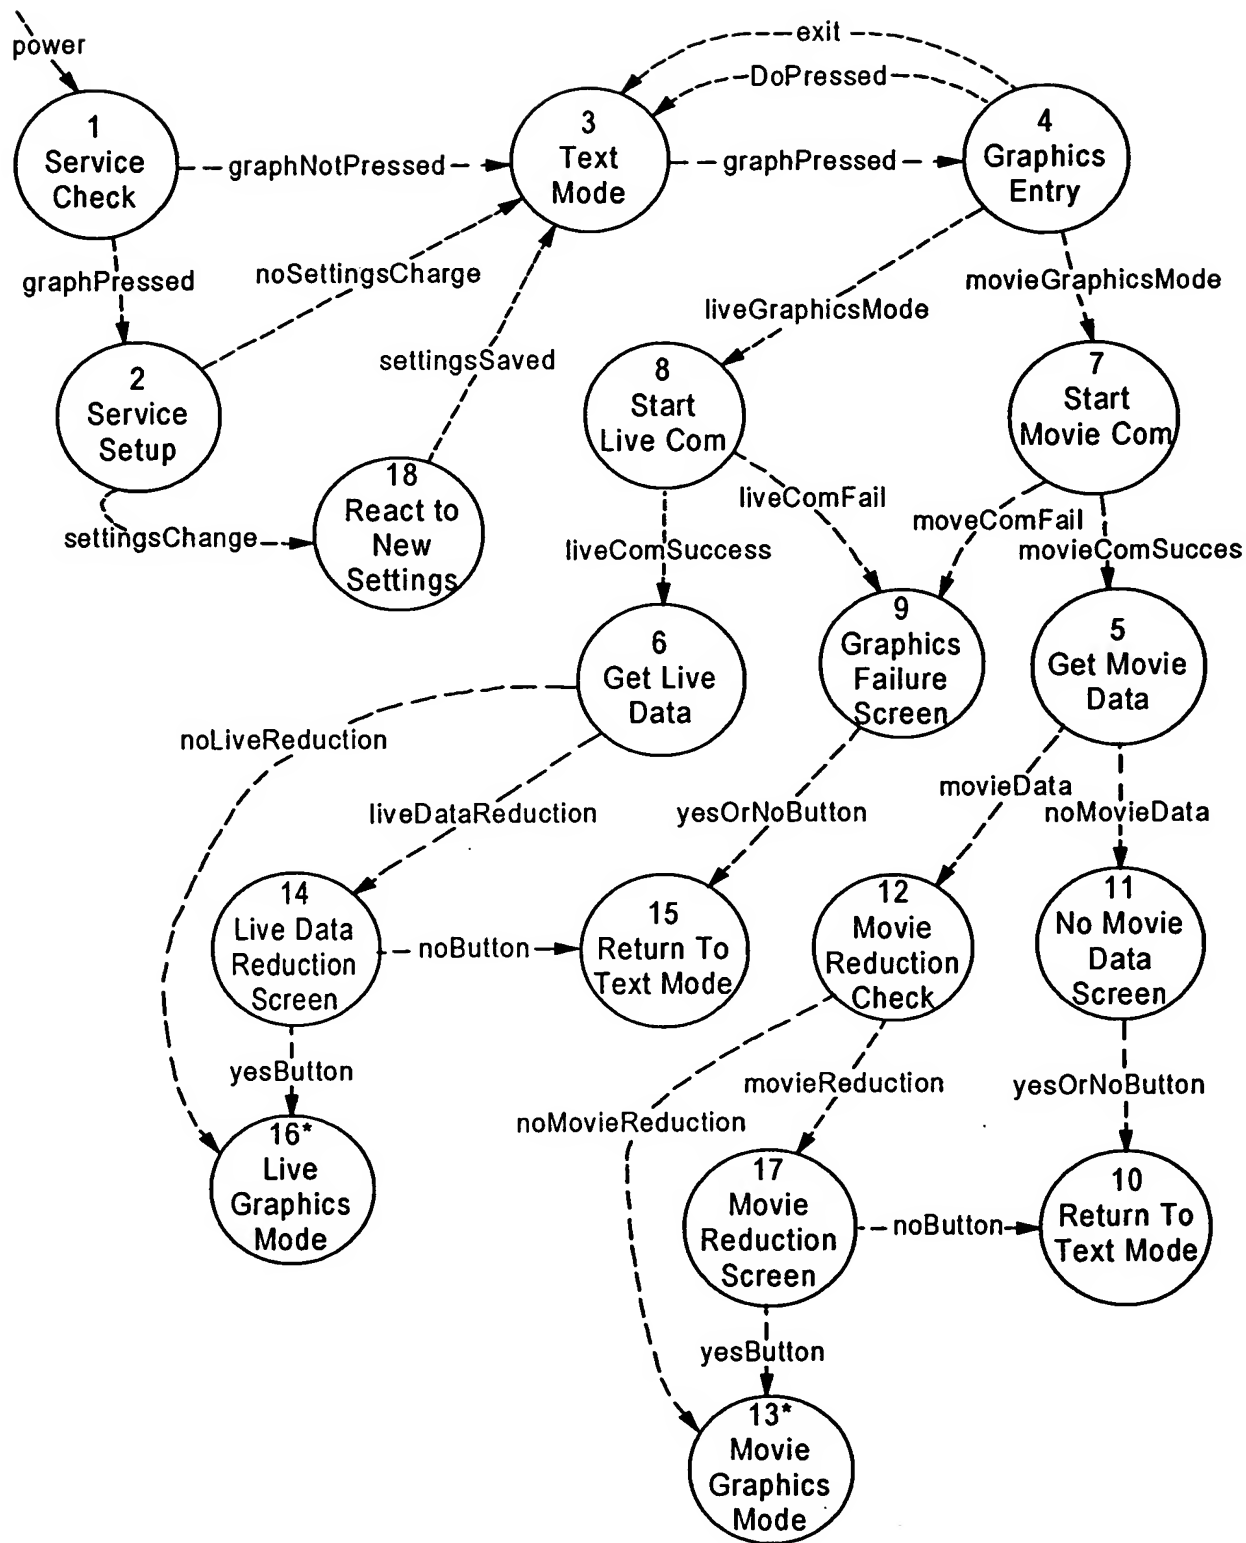 power
exit
DoPressed
1
Service
Check
graphNotPressed
3
Text
Mode
graphPressed
4
Graphics
Entry
graphPressed
noSettingsCharge
liveGraphicsMode
movieGraphicsMode
2
Service
Setup
settingsSaved
8
Start
Live Com
7
Start
Movie Com
settingsChange
18
React to
New
Settings
liveComFail
liveComSuccess
moveComFail
movieComSucces
6
Get Live
Data
9
Graphics
Failure
Screen
5
Get Movie
Data
noLiveReduction
liveDataReduction
yesOrNoButton
movieData
noMovieData
14
Live Data
Reduction
Screen
noButton
15
Return To
Text Mode
12
Movie
Reduction
Check
11
No Movie
Data
Screen
yesButton
noMovieReduction
movieReduction
yesOrNoButton
16*
Live
Graphics
Mode
17
Movie
Reduction
Screen
noButton
10
Return To
Text Mode
yesButton
13*
Movie
Graphics
Mode